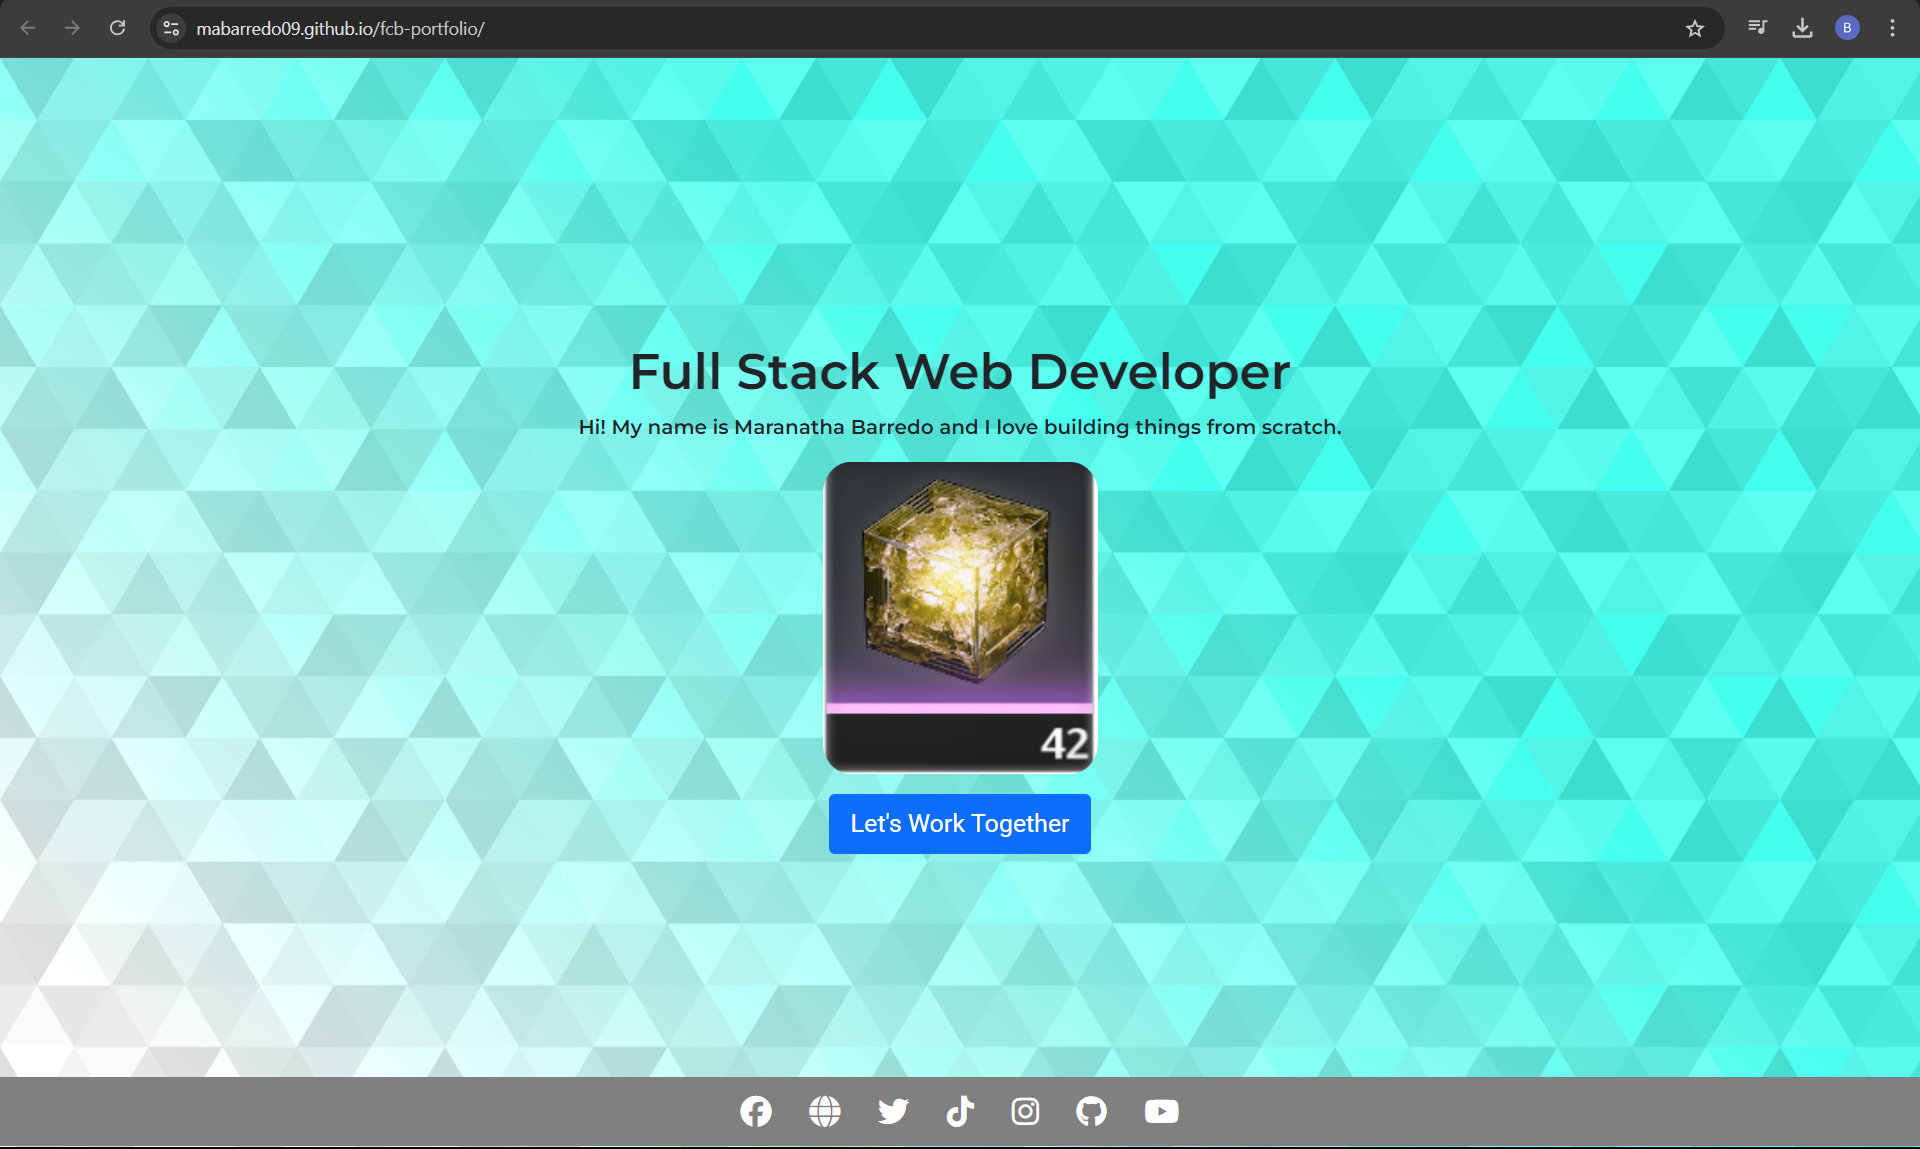 mabarredo09.github.io/fcb-portfolio/
B
Full Stack Web Developer
Hi! My name is Maranatha Barredo and I love building things from scratch.
42
Let's Work Together